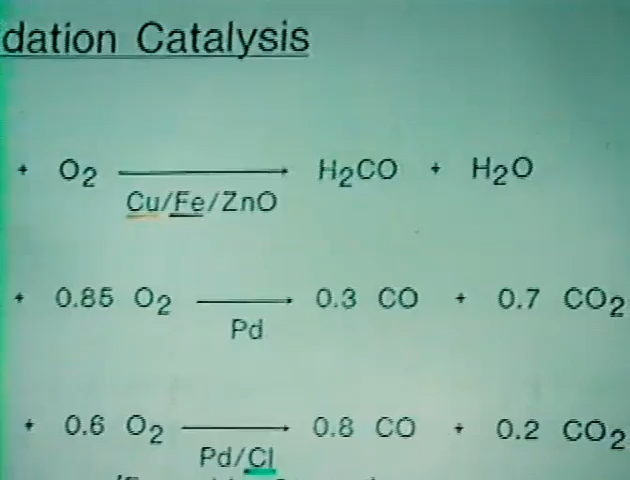 dation Catalysis
+ O2 → H2CO + H2O
Cu/Fe/ZnO
+ 0.85 O2 → 0.3 CO + 0.7 CO2
Pd
+ 0.6 O2 → 0.8 CO + 0.2 CO2
Pd/Cl